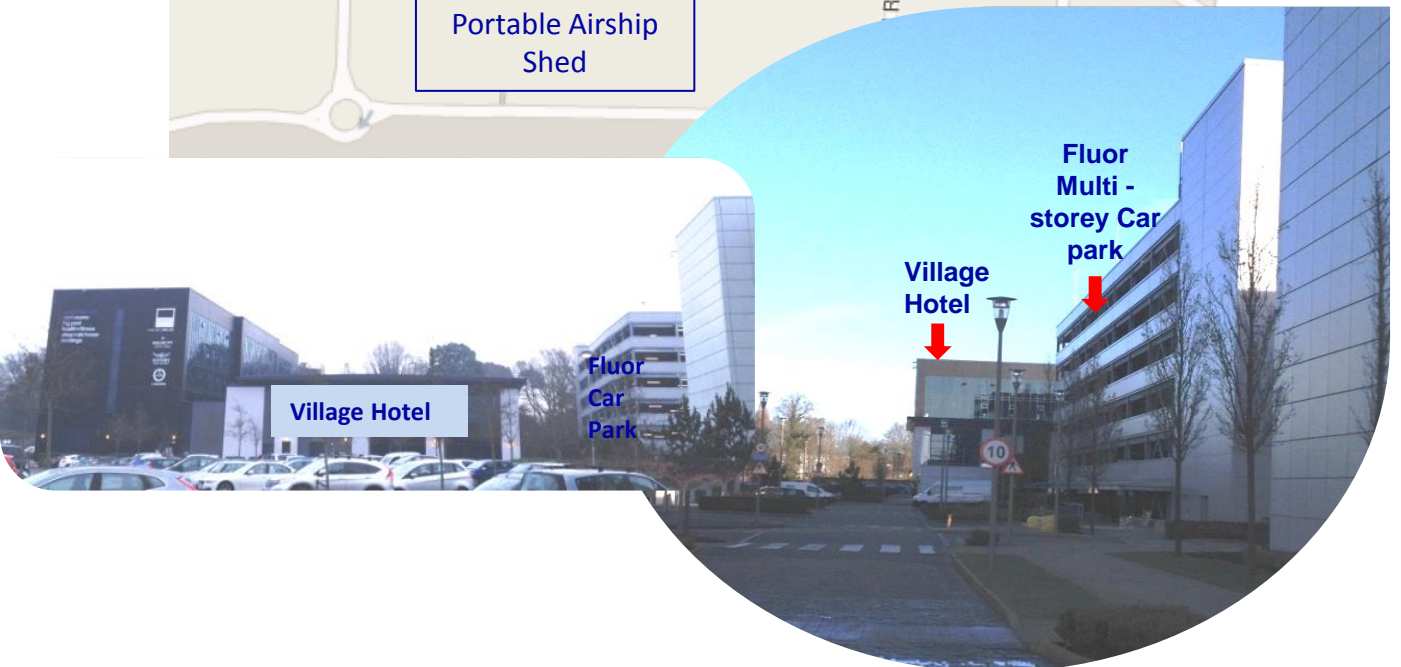 Portable Airship
Shed
R
Fluor
Multi -
storey Car
park
Village
Hotel
Village Hotel
Fluor
Car
Park
10